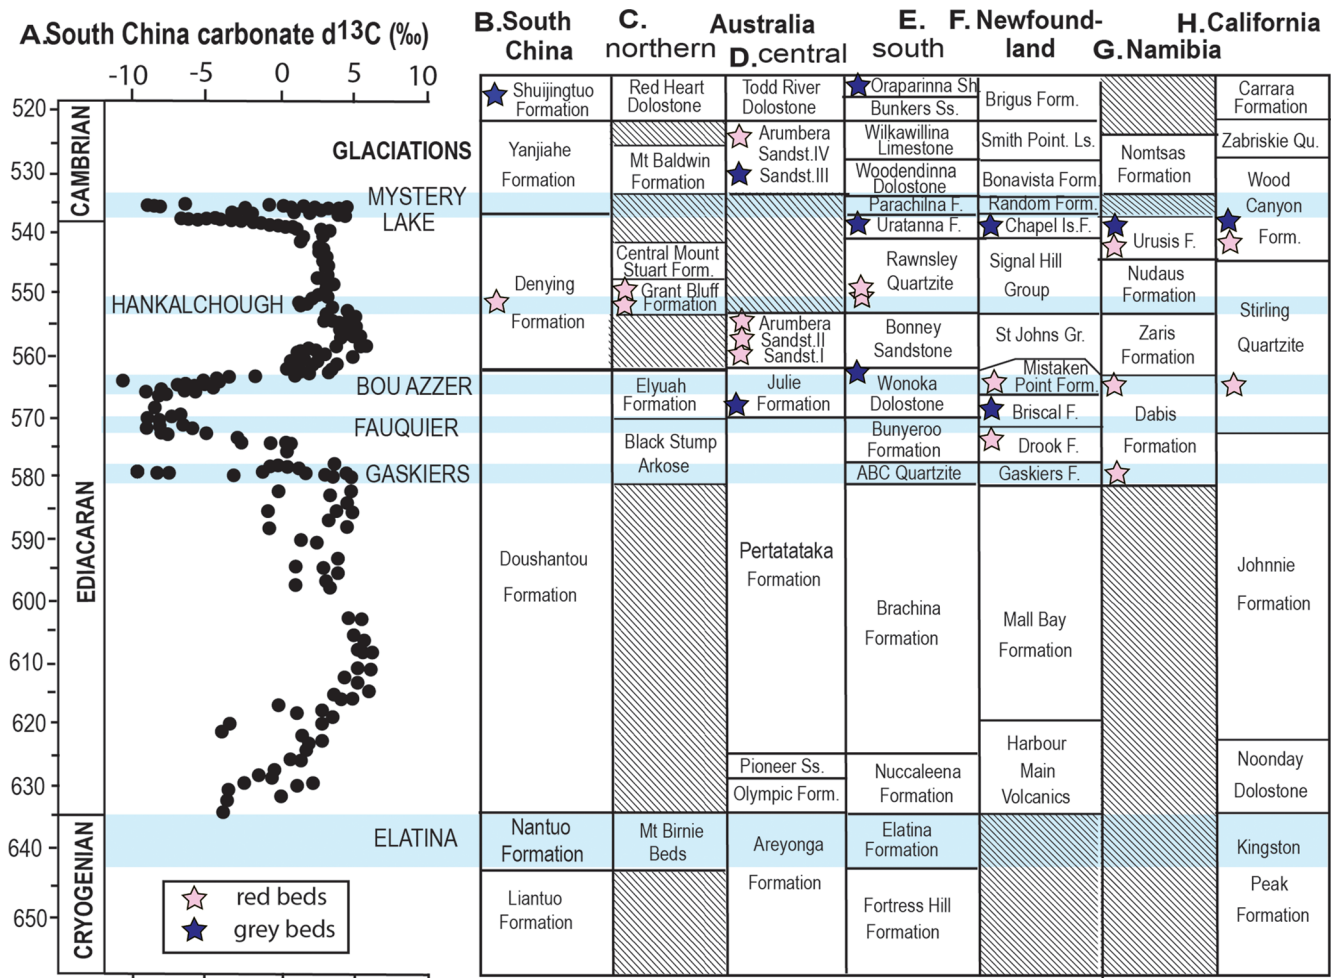 A.South China carbonate d13C (‰)
-10 -5 0 5 10
520
530
540
550
560
570
580
590
600
610
620
630
640
650
CAMBRIAN
EDIACARAN
CRYOGENIAN
GLACIATIONS
MYSTERY
LAKE
HANKALCHOUGH
BOU AZZER
FAUQUIER
GASKIERS
ELATINA
red beds
grey beds
B.South
China
Shuijingtuo
Formation
Yanjiahe
Formation
Denying
Formation
Doushantou
Formation
Nantuo
Formation
Liantuo
Formation
Australia
C.
northern
Red Heart
Dolostone
Mt Baldwin
Formation
Central Mount
Stuart Form.
Grant Bluff
Formation
Elyuah
Formation
Black Stump
Arkose
Mt Birnie
Beds
D.central
Todd River
Dolostone
Arumbera
Sandst.IV
Sandst.III
Arumbera
Sandst.II
Sandst.I
Julie
Formation
Pertatataka
Formation
Pioneer Ss.
Olympic Form.
Areyonga
Formation
E.
south
Oraparinna Sh
Bunkers Ss.
Wilkawillina
Limestone
Woodendinna
Dolostone
Parachilna F.
Uratanna F.
Rawnsley
Quartzite
Bonney
Sandstone
Wonoka
Dolostone
Bunyeroo
Formation
ABC Quartzite
Brachina
Formation
Nuccaleena
Formation
Elatina
Formation
Fortress Hill
Formation
F. Newfound-
land
Brigus Form.
Smith Point. Ls.
Bonavista Form.
Random Form.
Chapel Is.F.
Signal Hill
Group
St Johns Gr.
Mistaken
Point Form.
Briscal F.
Drook F.
Gaskiers F.
Mall Bay
Formation
Harbour
Main
Volcanics
G. Namibia
Nomtsas
Formation
Urusis F.
Nudaus
Formation
Zaris
Formation
Dabis
Formation
H.California
Carrara
Formation
Zabriskie Qu.
Wood
Canyon
Form.
Stirling
Quartzite
Johnnie
Formation
Noonday
Dolostone
Kingston
Peak
Formation